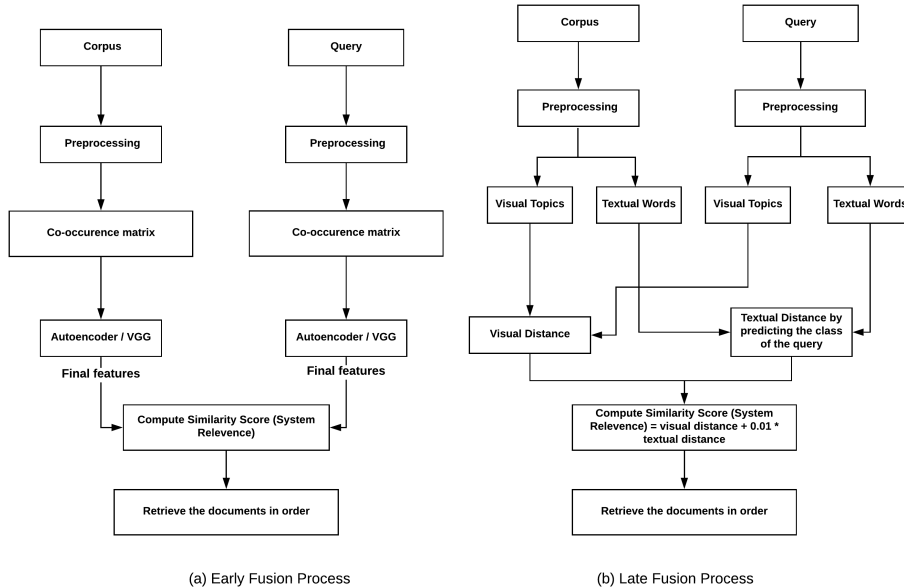 Corpus
Query
Preprocessing
Preprocessing
Co-occurence matrix
Co-occurence matrix
Autoencoder / VGG
Autoencoder / VGG
Final features
Final features
Compute Similarity Score (System
Relevence)
Retrieve the documents in order
(a) Early Fusion Process
Corpus
Query
Preprocessing
Preprocessing
Visual Topics
Textual Words
Visual Topics
Textual Words
Visual Distance
Textual Distance by
predicting the class
of the query
Compute Similarity Score (System
Relevence) = visual distance + 0.01 *
textual distance
Retrieve the documents in order
(b) Late Fusion Process